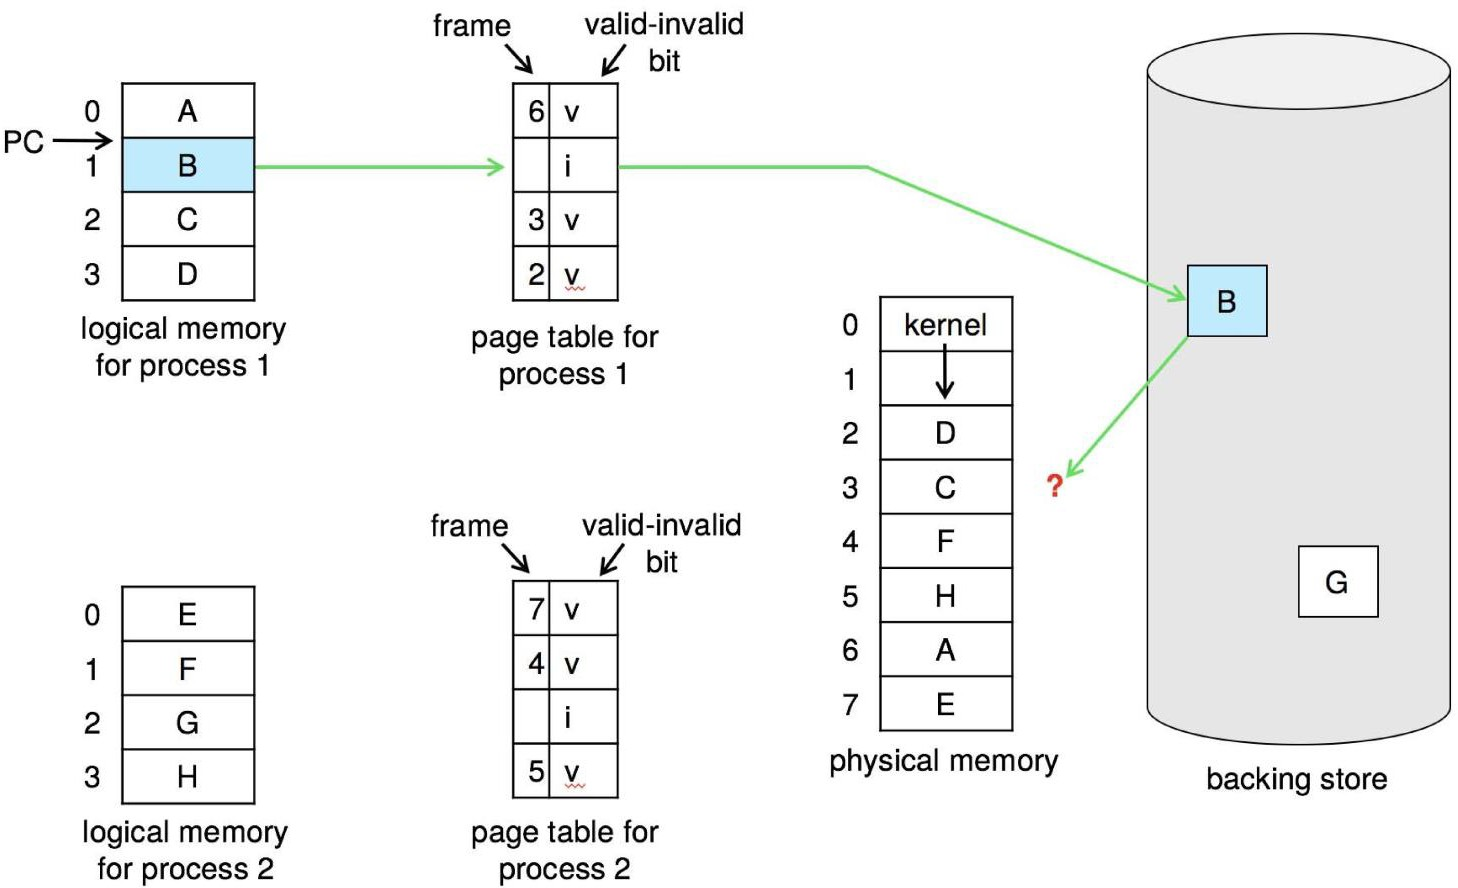 frame valid-invalid
bit
0 A 6 v
PC
1 B i
2 C 3 v
3 D 2 v
logical memory
for process 1
page table for
process 1
B
0 kernel
1
2 D
3 C ?
4 F
5 H
6 A
7 E
physical memory
G
backing store
frame valid-invalid
bit
0 E 7 v
1 F 4 v
2 G i
3 H 5 v
logical memory
for process 2
page table for
process 2